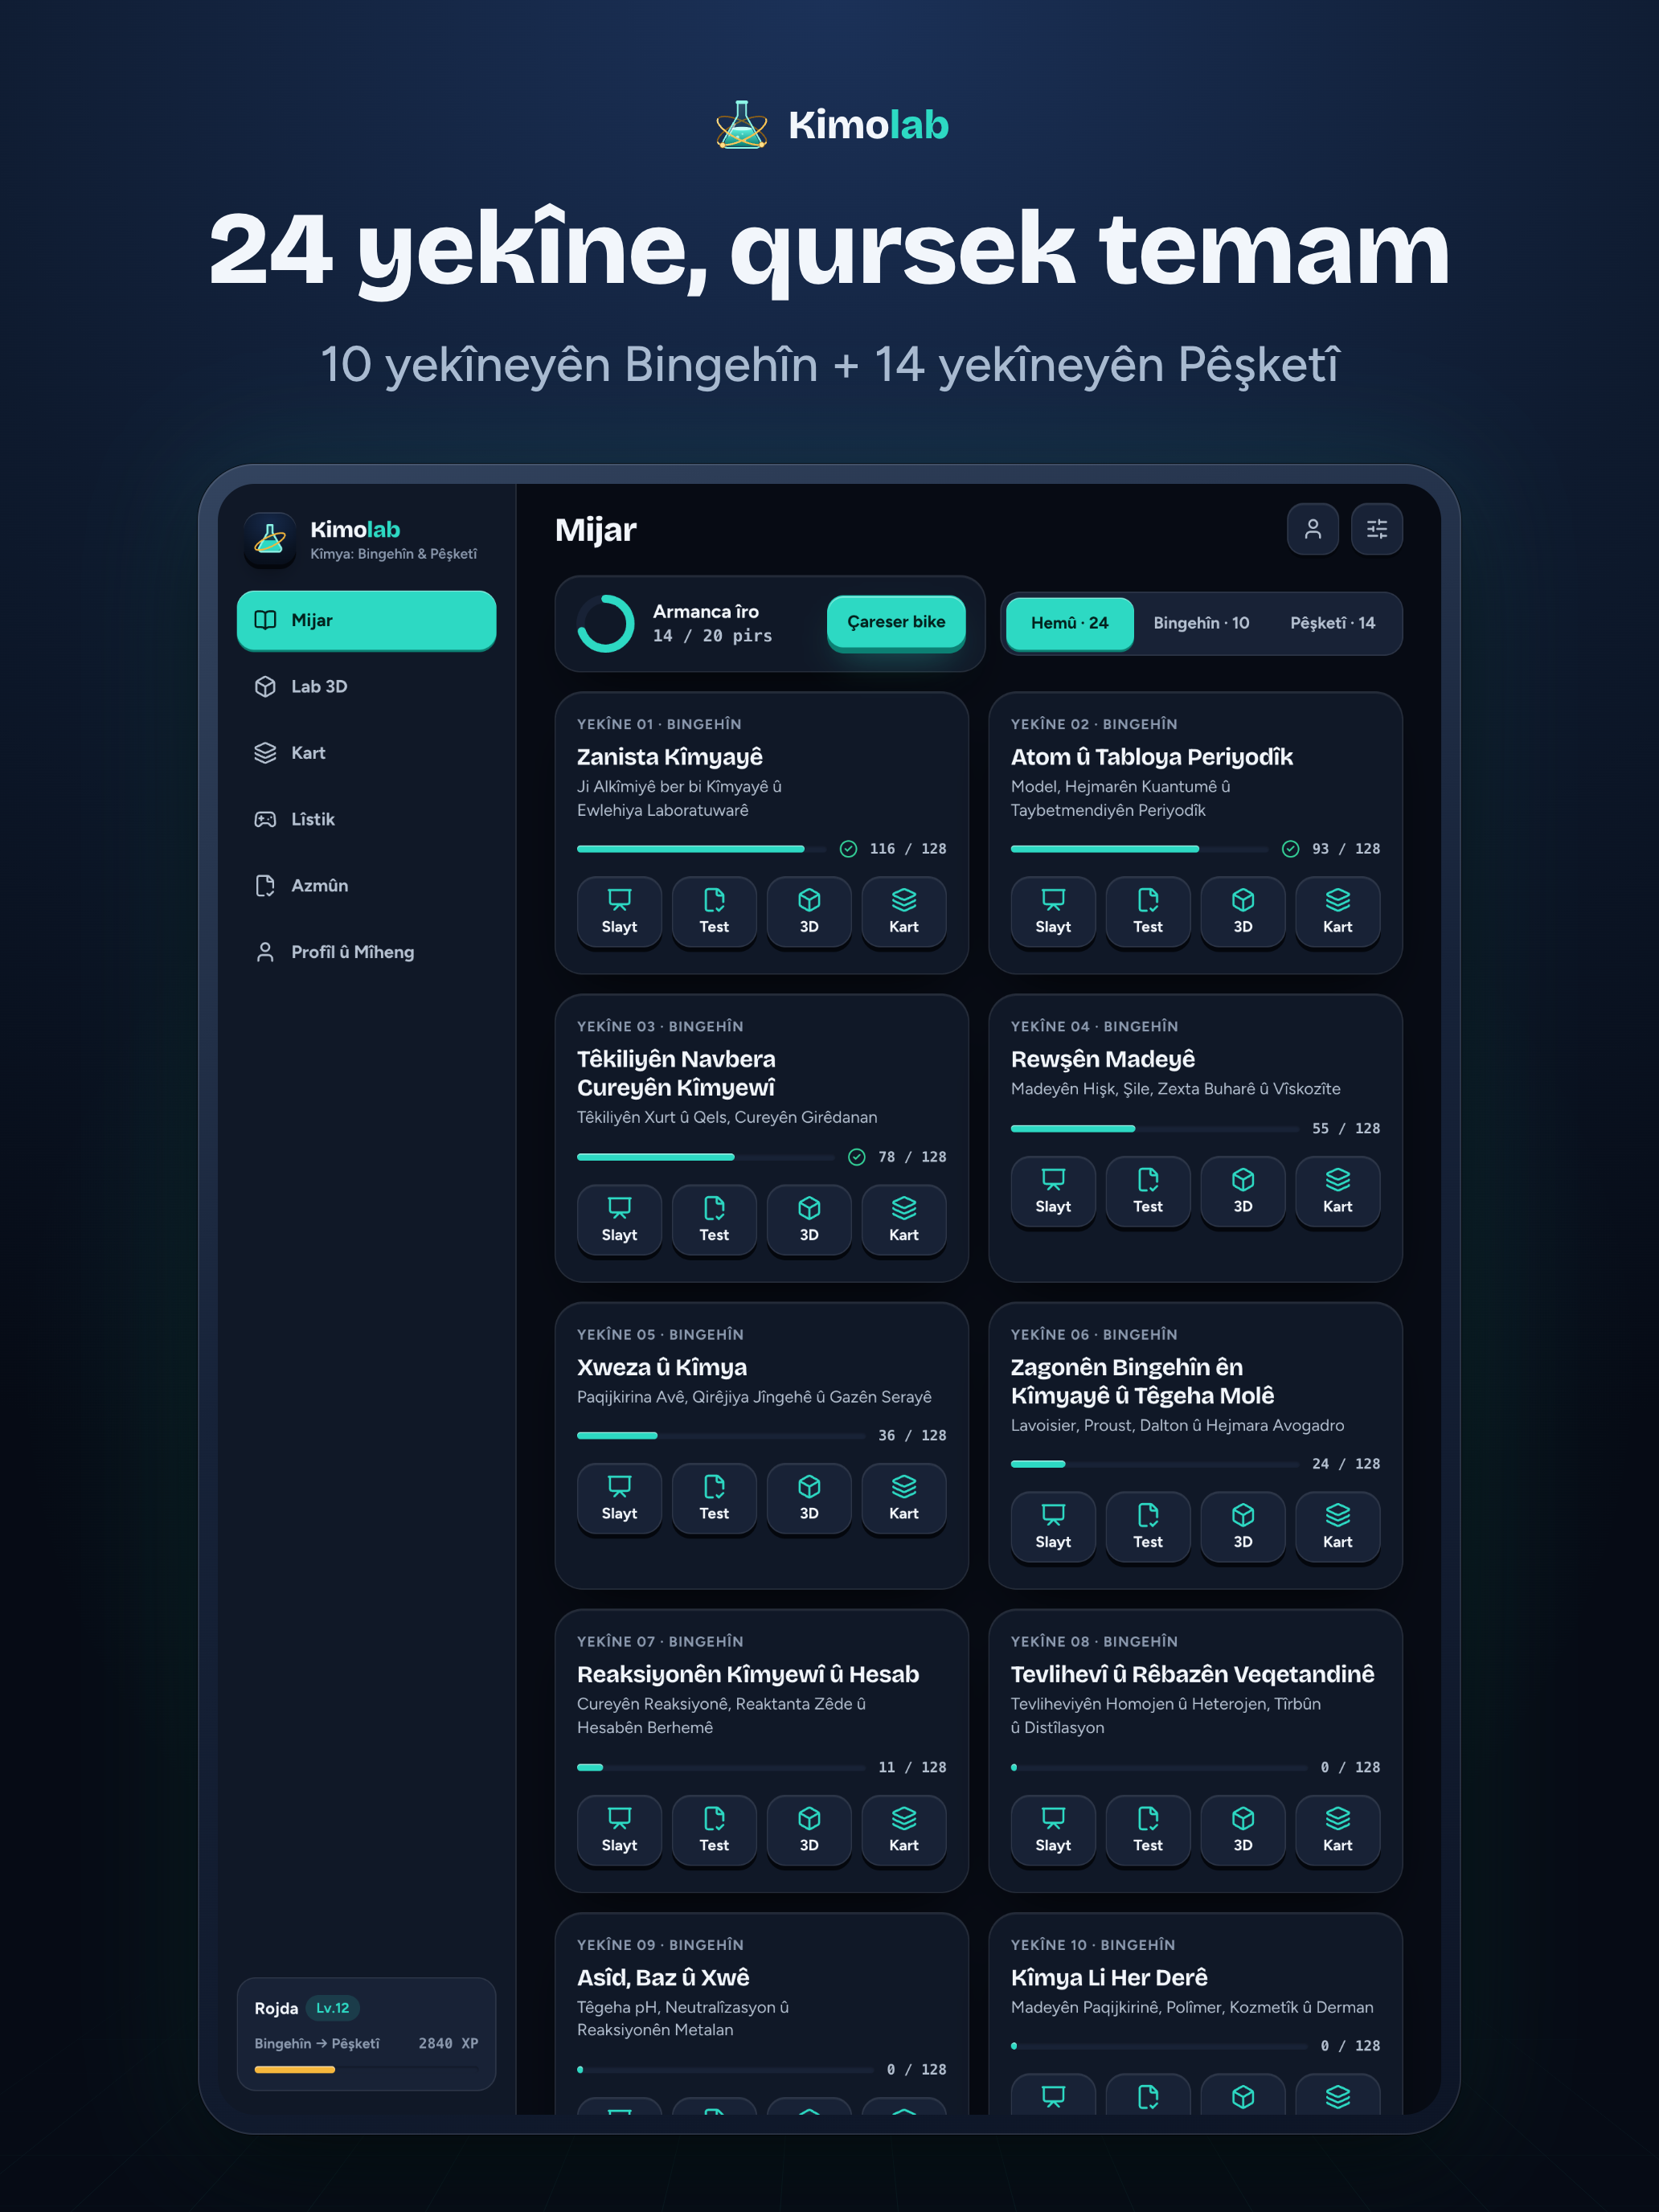 Kimolab
24 yekîne, qursek temam
10 yekîneyên Bingehîn + 14 yekîneyên Pêşketî
Kimolab
Kîmya: Bingehîn & Pêşketî
Mijar
Lab 3D
Kart
Lîstik
Azmûn
Profîl û Mîheng
Rojda Lv.12
Bingehîn → Pêşketî 2840 XP
Mijar
Armanca îro
14 / 20 pirs
Çareser bike
Hemû · 24 Bingehîn · 10 Pêşketî · 14
YEKÎNE 01 · BINGEHÎN
Zanista Kîmyayê
Ji Alkîmiyê ber bi Kîmyayê û
Ewlehiya Laboratuwarê
116 / 128
Slayt Test 3D Kart
YEKÎNE 02 · BINGEHÎN
Atom û Tabloya Periyodîk
Model, Hejmarên Kuantumê û
Taybetmendiyên Periyodîk
93 / 128
Slayt Test 3D Kart
YEKÎNE 03 · BINGEHÎN
Têkiliyên Navbera
Cureyên Kîmyewî
Têkiliyên Xurt û Qels, Cureyên Girêdanan
78 / 128
Slayt Test 3D Kart
YEKÎNE 04 · BINGEHÎN
Rewşên Madeyê
Madeyên Hişk, Şile, Zexta Buharê û Vîskozîte
55 / 128
Slayt Test 3D Kart
YEKÎNE 05 · BINGEHÎN
Xweza û Kîmya
Paqijkirina Avê, Qirêjiya Jîngehê û Gazên Serayê
36 / 128
Slayt Test 3D Kart
YEKÎNE 06 · BINGEHÎN
Zagonên Bingehîn ên
Kîmyayê û Têgeha Molê
Lavoisier, Proust, Dalton û Hejmara Avogadro
24 / 128
Slayt Test 3D Kart
YEKÎNE 07 · BINGEHÎN
Reaksiyonên Kîmyewî û Hesab
Cureyên Reaksiyonê, Reaktanta Zêde û
Hesabên Berhemê
11 / 128
Slayt Test 3D Kart
YEKÎNE 08 · BINGEHÎN
Tevlihevî û Rêbazên Veqetandinê
Tevliheviyên Homojen û Heterojen, Tîrbûn
û Distîlasyon
0 / 128
Slayt Test 3D Kart
YEKÎNE 09 · BINGEHÎN
Asîd, Baz û Xwê
Têgeha pH, Neutralîzasyon û
Reaksiyonên Metalan
0 / 128
YEKÎNE 10 · BINGEHÎN
Kîmya Li Her Derê
Madeyên Paqijkirinê, Polîmer, Kozmetîk û Derman
0 / 128